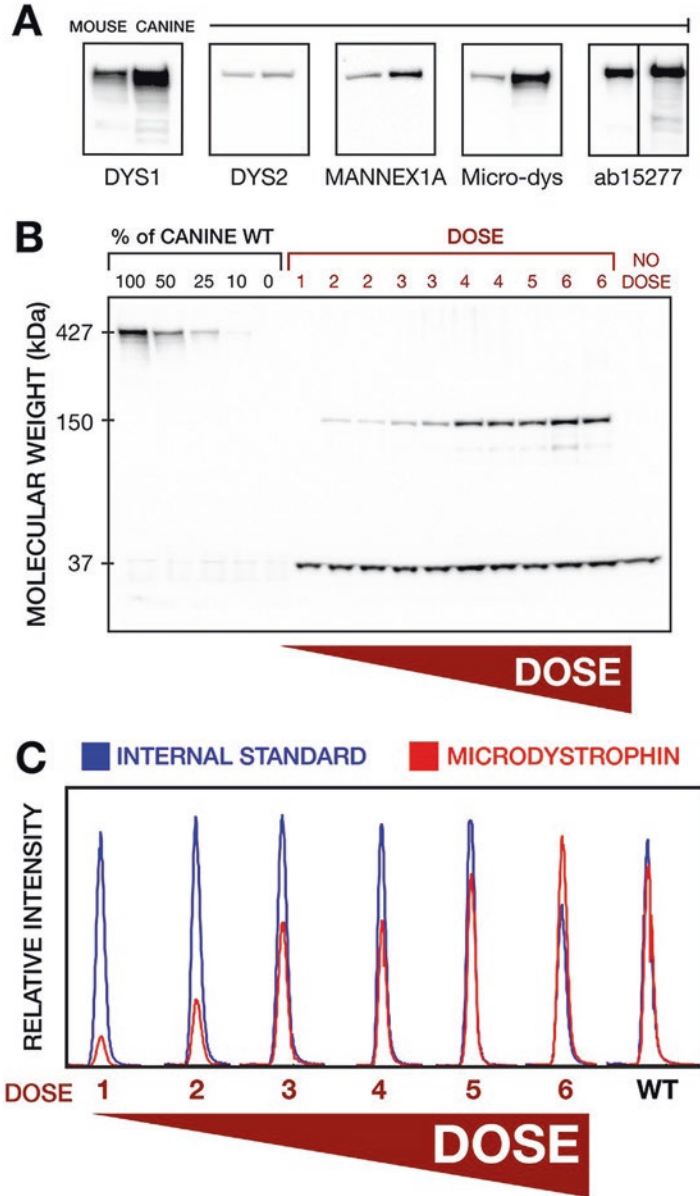 A
MOUSE CANINE
DYS1 DYS2 MANNEX1A Micro-dys ab15277
B
% of CANINE WT DOSE NO DOSE
100 50 25 10 0 1 2 2 3 3 4 4 5 6 6
MOLECULAR WEIGHT (kDa)
427
150
37
DOSE
C
INTERNAL STANDARD MICRODYSTROPHIN
RELATIVE INTENSITY
DOSE 1 2 3 4 5 6 WT
DOSE